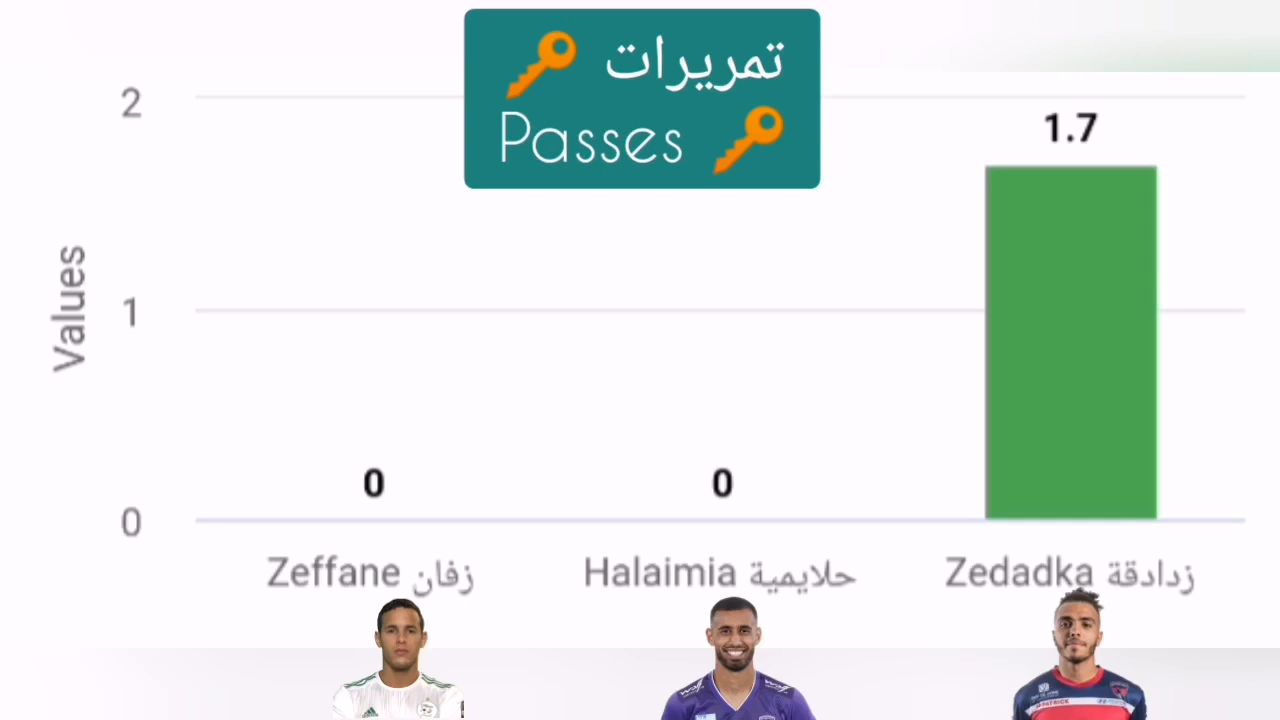 تمريرات 🔑
Passes 🔑
2
1.7
Values
1
0
0
0
Zeffane زفان
Halaimia حلايمية
Zedadka زدادقة